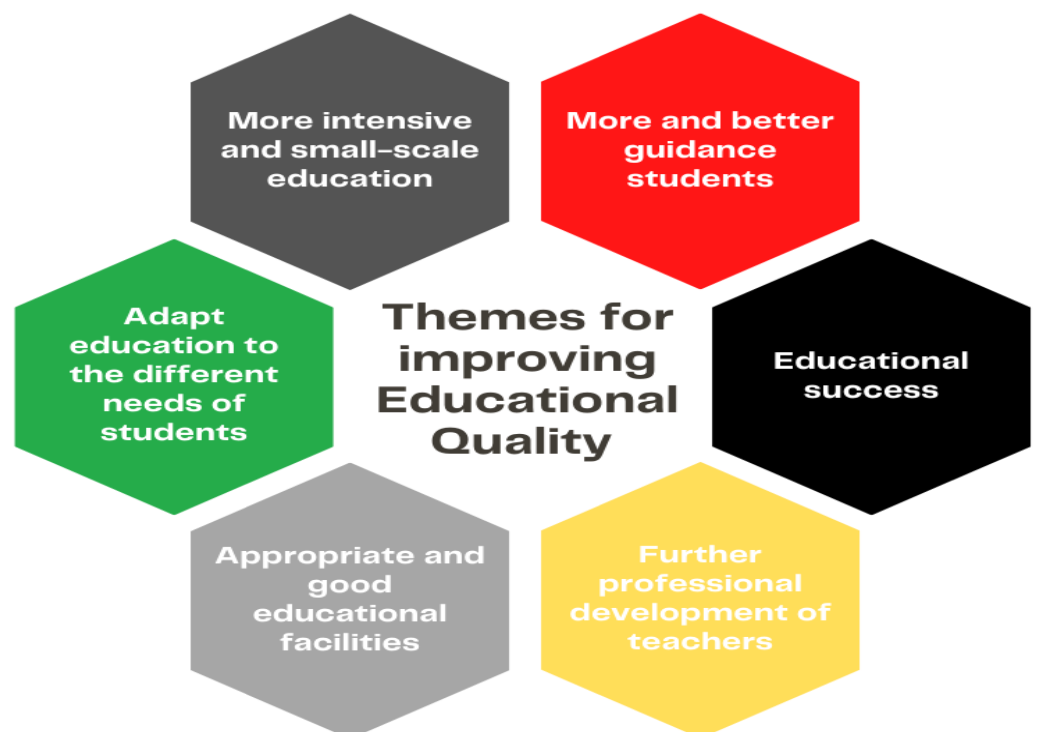 More intensive
and small-scale
education
More and better
guidance
students
Adapt
education to
the different
needs of
students
Themes for
improving
Educational
Quality
Educational
success
Appropriate and
good
educational
facilities
Further
professional
development of
teachers